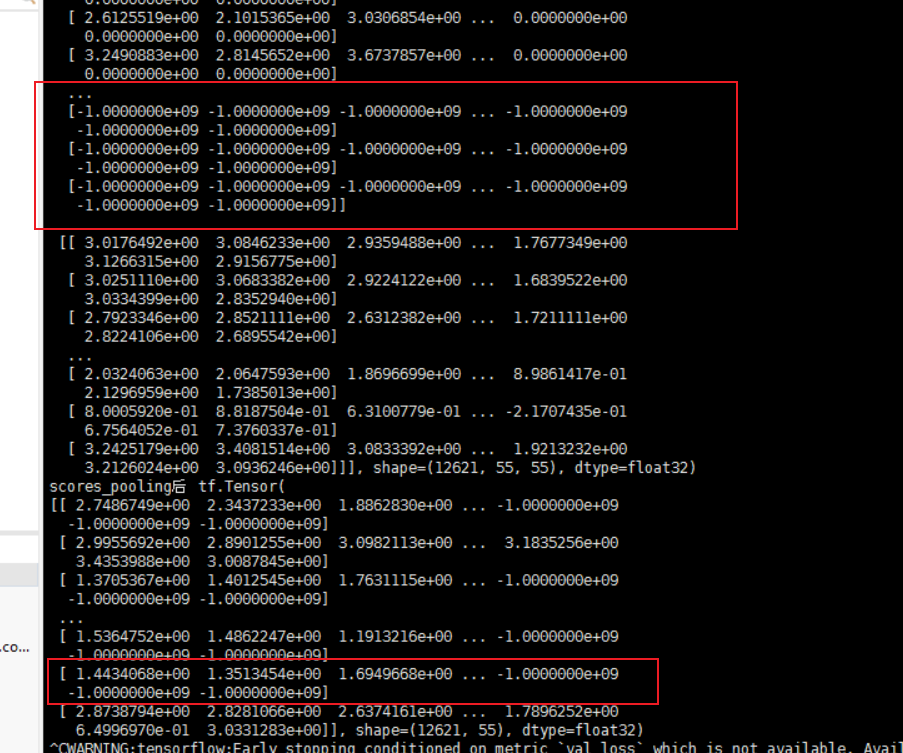 [ 2.6125519e+00  2.1015365e+00  3.0306854e+00 ...  0.0000000e+00
0.0000000e+00  0.0000000e+00]
[ 3.2490883e+00  2.8145652e+00  3.6737857e+00 ...  0.0000000e+00
0.0000000e+00  0.0000000e+00]
...
[-1.0000000e+09 -1.0000000e+09 -1.0000000e+09 ... -1.0000000e+09
-1.0000000e+09 -1.0000000e+09]
[-1.0000000e+09 -1.0000000e+09 -1.0000000e+09 ... -1.0000000e+09
-1.0000000e+09 -1.0000000e+09]
[-1.0000000e+09 -1.0000000e+09 -1.0000000e+09 ... -1.0000000e+09
-1.0000000e+09 -1.0000000e+09]]
[[ 3.0176492e+00  3.0846233e+00  2.9359488e+00 ...  1.7677349e+00
3.1266315e+00  2.9156775e+00]
[ 3.0251110e+00  3.0683382e+00  2.9224122e+00 ...  1.6839522e+00
3.0334399e+00  2.8352940e+00]
[ 2.7923346e+00  2.8521111e+00  2.6312382e+00 ...  1.7211111e+00
2.8224106e+00  2.6895542e+00]
...
[ 2.0324063e+00  2.0647593e+00  1.8696699e+00 ...  8.9861417e-01
2.1296959e+00  1.7385013e+00]
[ 8.0005920e-01  8.8187504e-01  6.3100779e-01 ... -2.1707435e-01
6.7564052e-01  7.3760337e-01]
[ 3.2425179e+00  3.4081514e+00  3.0833392e+00 ...  1.9213232e+00
3.2126024e+00  3.0936246e+00]]], shape=(12621, 55, 55), dtype=float32)
scores_pooling后 tf.Tensor(
[[ 2.7486749e+00  2.3437233e+00  1.8862830e+00 ... -1.0000000e+09
-1.0000000e+09 -1.0000000e+09]
[ 2.9955692e+00  2.8901255e+00  3.0982113e+00 ...  3.1835256e+00
3.4353988e+00  3.0087845e+00]
[ 1.3705367e+00  1.4012545e+00  1.7631115e+00 ... -1.0000000e+09
-1.0000000e+09 -1.0000000e+09]
...
[ 1.5364752e+00  1.4862247e+00  1.1913216e+00 ... -1.0000000e+09
-1.0000000e+09 -1.0000000e+09]
[ 1.4434068e+00  1.3513454e+00  1.6949668e+00 ... -1.0000000e+09
-1.0000000e+09 -1.0000000e+09]
[ 2.8738794e+00  2.8281066e+00  2.6374161e+00 ...  1.7896252e+00
6.4996970e-01  3.0331283e+00]], shape=(12621, 55), dtype=float32)
^CWARNING:tensorflow:Early stopping conditioned on metric `val_loss` which is not available. Avai
.co...